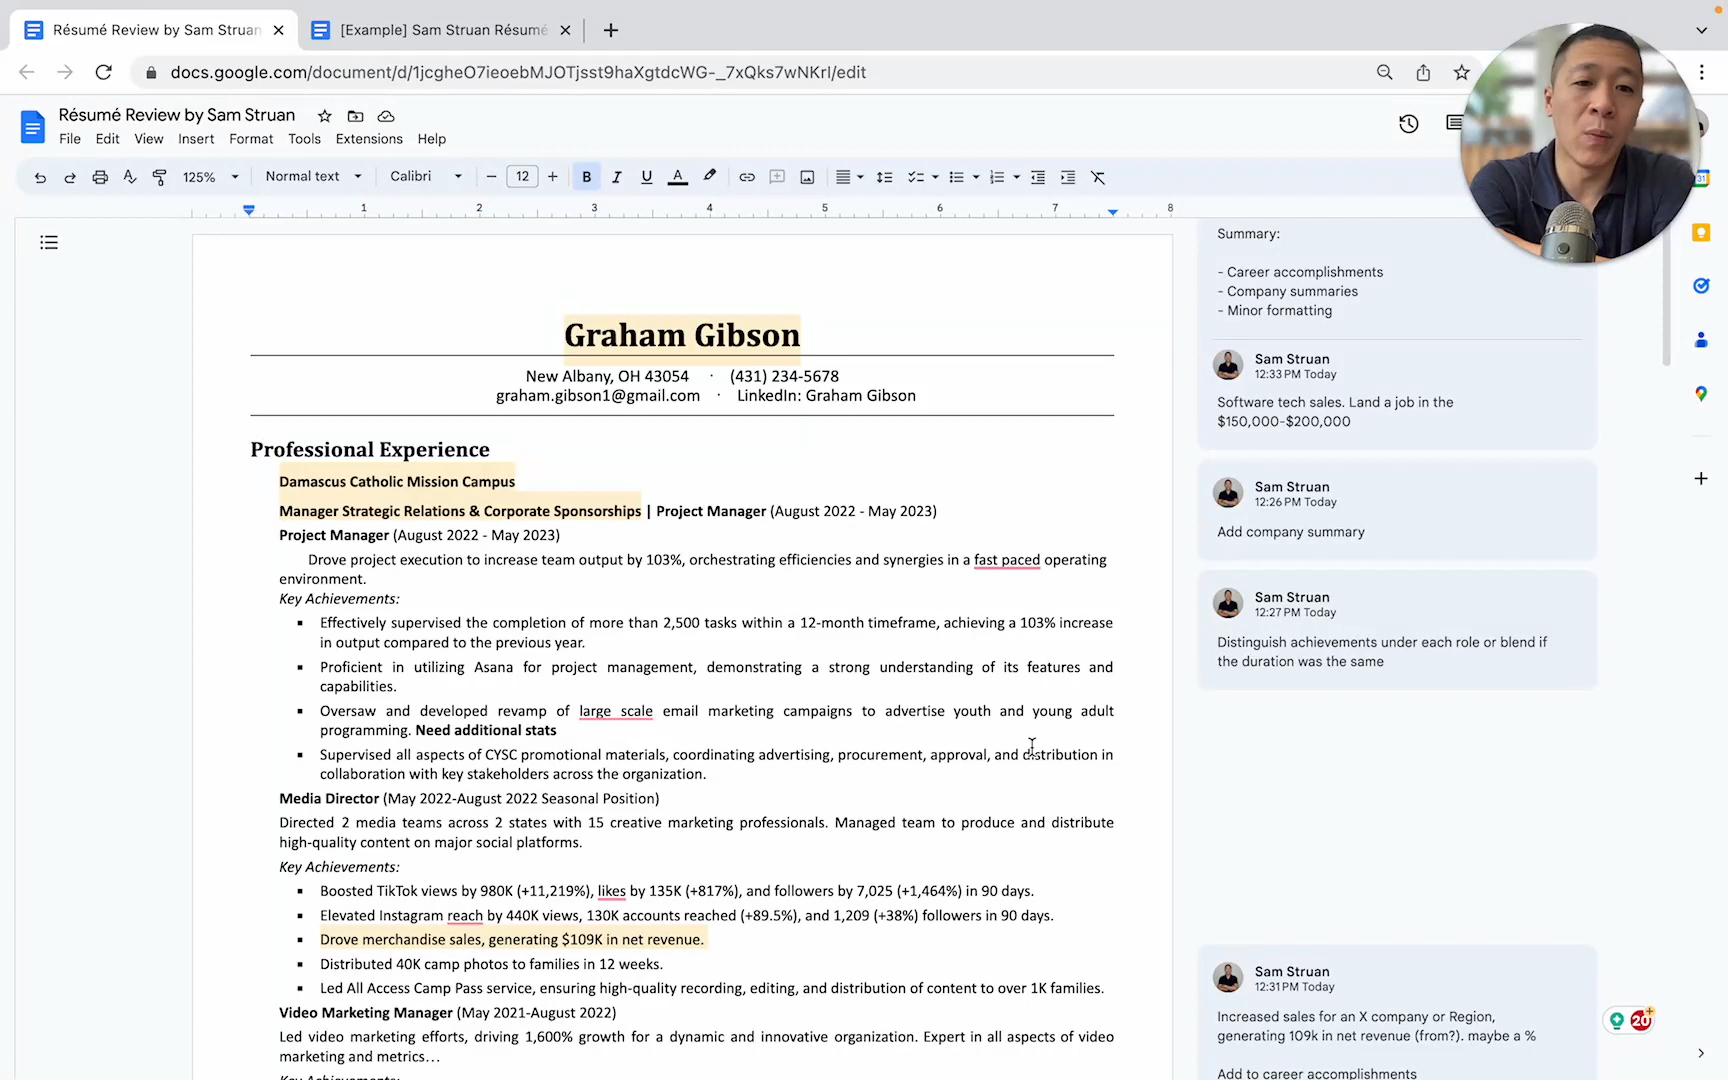 Résumé Review by Sam Struan
[Example] Sam Struan Résumé
docs.google.com/document/d/1jcgheO7ieoebMJOTjsst9haXgtdcWG-_7xQks7wNKrI/edit
Résumé Review by Sam Struan
File Edit View Insert Format Tools Extensions Help
125% Normal text Calibri 12 B I U A
1 2 3 4 5 6 7 8
Graham Gibson
New Albany, OH 43054 · (431) 234-5678
graham.gibson1@gmail.com · LinkedIn: Graham Gibson
Professional Experience
Damascus Catholic Mission Campus
Manager Strategic Relations & Corporate Sponsorships | Project Manager (August 2022 - May 2023)
Project Manager (August 2022 - May 2023)
Drove project execution to increase team output by 103%, orchestrating efficiencies and synergies in a fast paced operating
environment.
Key Achievements:
▪ Effectively supervised the completion of more than 2,500 tasks within a 12-month timeframe, achieving a 103% increase
in output compared to the previous year.
▪ Proficient in utilizing Asana for project management, demonstrating a strong understanding of its features and
capabilities.
▪ Oversaw and developed revamp of large scale email marketing campaigns to advertise youth and young adult
programming. Need additional stats
▪ Supervised all aspects of CYSC promotional materials, coordinating advertising, procurement, approval, and distribution in
collaboration with key stakeholders across the organization.
Media Director (May 2022-August 2022 Seasonal Position)
Directed 2 media teams across 2 states with 15 creative marketing professionals. Managed team to produce and distribute
high-quality content on major social platforms.
Key Achievements:
▪ Boosted TikTok views by 980K (+11,219%), likes by 135K (+817%), and followers by 7,025 (+1,464%) in 90 days.
▪ Elevated Instagram reach by 440K views, 130K accounts reached (+89.5%), and 1,209 (+38%) followers in 90 days.
▪ Drove merchandise sales, generating $109K in net revenue.
▪ Distributed 40K camp photos to families in 12 weeks.
▪ Led All Access Camp Pass service, ensuring high-quality recording, editing, and distribution of content to over 1K families.
Video Marketing Manager (May 2021-August 2022)
Led video marketing efforts, driving 1,600% growth for a dynamic and innovative organization. Expert in all aspects of video
marketing and metrics…
Key Achievements:
Summary:
- Career accomplishments
- Company summaries
- Minor formatting
Sam Struan
12:33 PM Today
Software tech sales. Land a job in the
$150,000-$200,000
Sam Struan
12:26 PM Today
Add company summary
Sam Struan
12:27 PM Today
Distinguish achievements under each role or blend if
the duration was the same
Sam Struan
12:31 PM Today
Increased sales for an X company or Region,
generating 109k in net revenue (from?). maybe a %
Add to career accomplishments
20
31